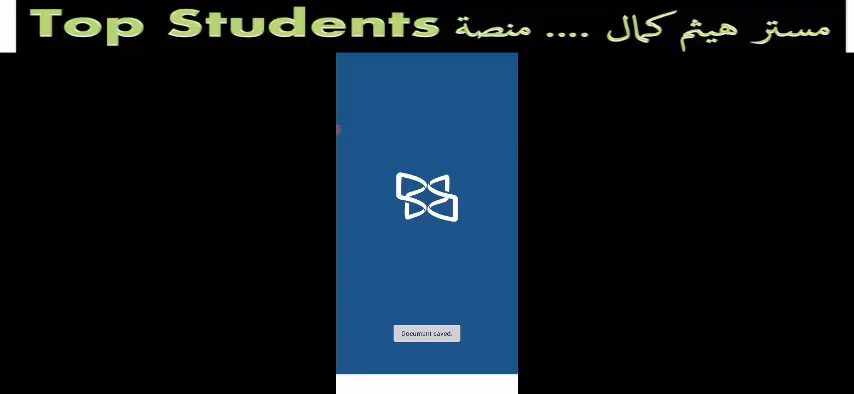 مستر هيثم كمال .... منصة Top Students
Document saved.